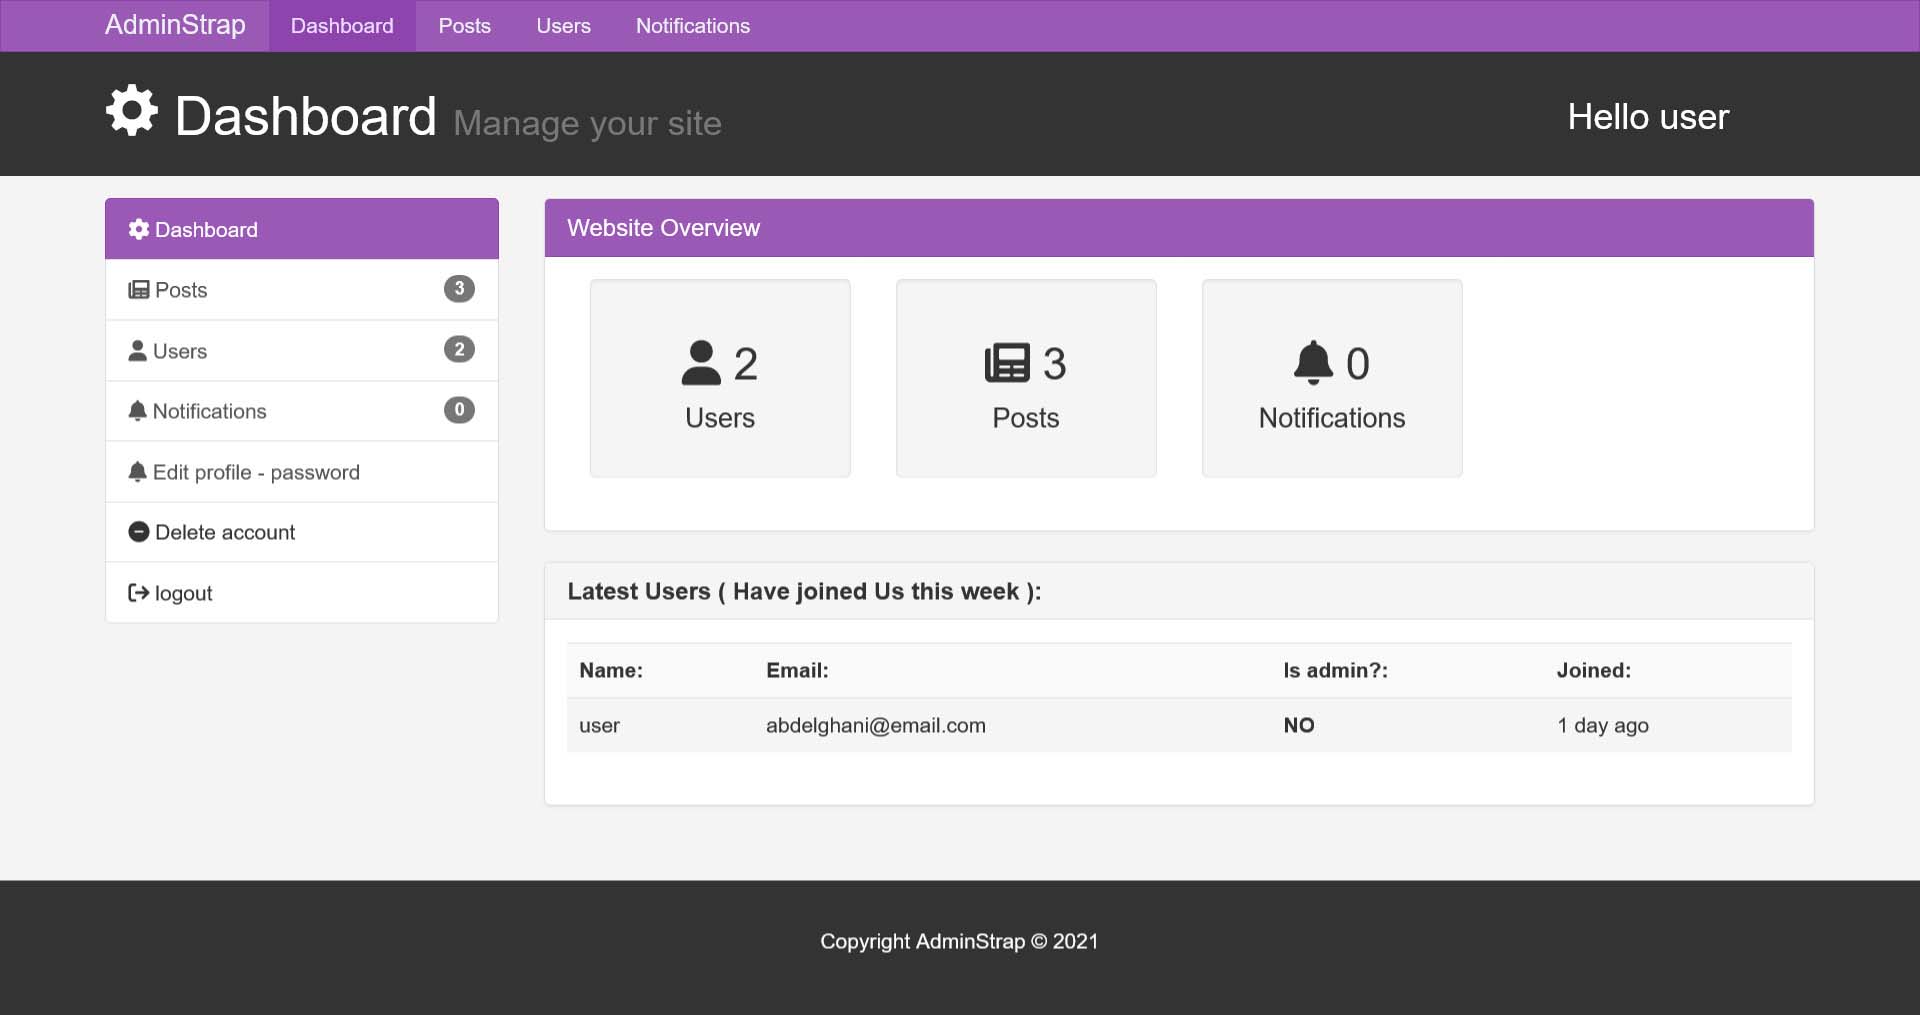 AdminStrap Dashboard Posts Users Notifications
Dashboard Manage your site
Hello user
Dashboard
Posts 3
Users 2
Notifications 0
Edit profile - password
Delete account
logout
Website Overview
2
Users
3
Posts
0
Notifications
Latest Users ( Have joined Us this week ):
Name: Email: Is admin?: Joined:
user abdelghani@email.com NO 1 day ago
Copyright AdminStrap © 2021